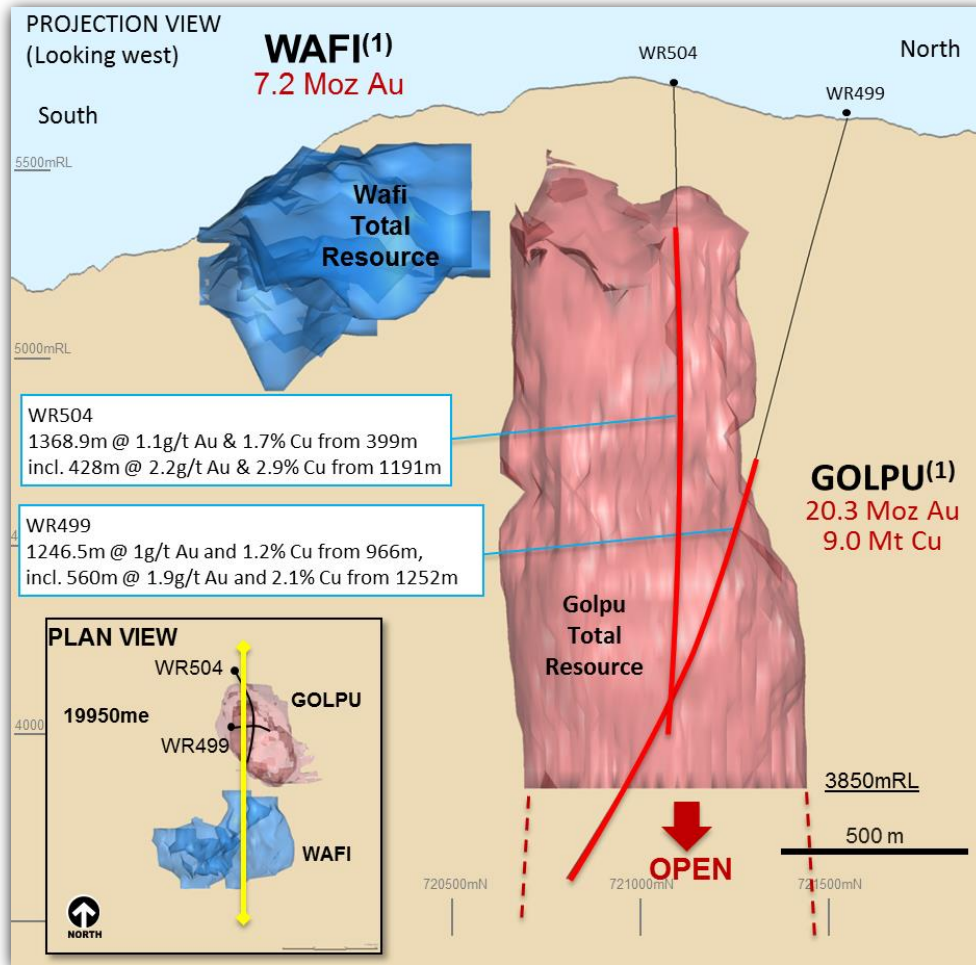 PROJECTION VIEW
(Looking west)
WAFI(1)
7.2 Moz Au
North
South
WR504
WR499
5500mRL
Wafi
Total
Resource
5000mRL
WR504
1368.9m @ 1.1g/t Au & 1.7% Cu from 399m
incl. 428m @ 2.2g/t Au & 2.9% Cu from 1191m
GOLPU(1)
20.3 Moz Au
9.0 Mt Cu
WR499
1246.5m @ 1g/t Au and 1.2% Cu from 966m,
incl. 560m @ 1.9g/t Au and 2.1% Cu from 1252m
Golpu
Total
Resource
PLAN VIEW
WR504
GOLPU
19950me
WR499
WAFI
NORTH
4000
3850mRL
500 m
OPEN
720500mN
721000mN
721500mN